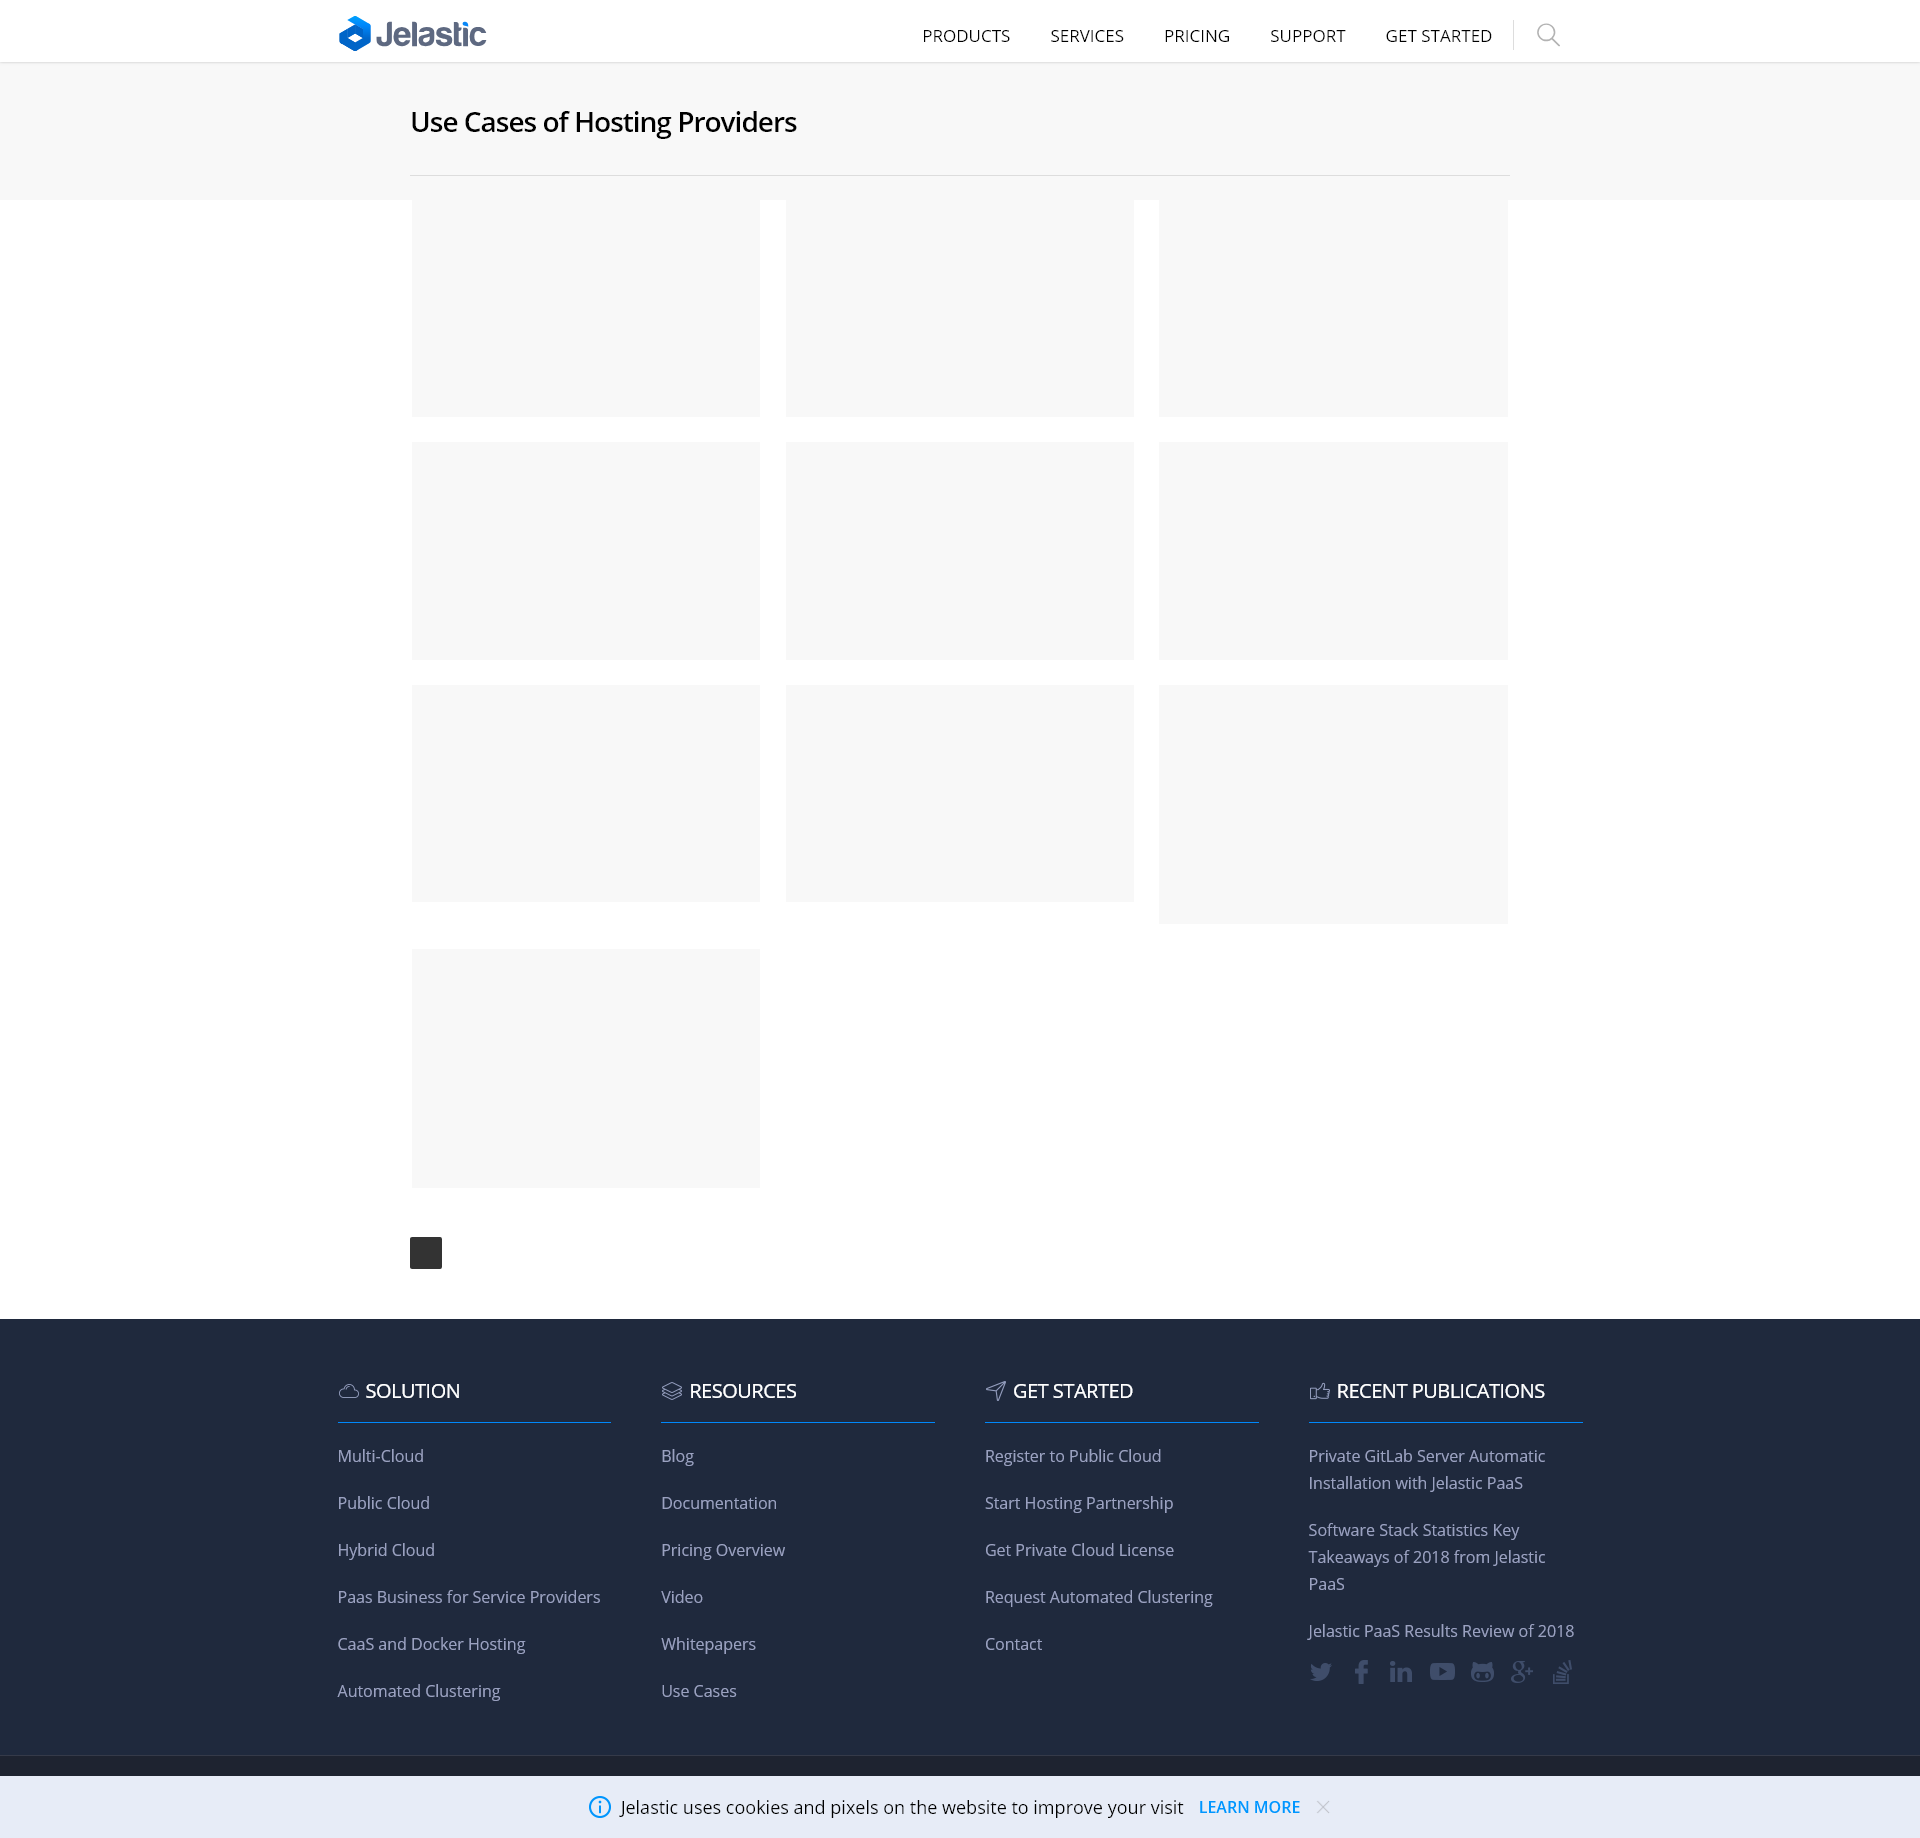 Jelastic
PRODUCTS SERVICES PRICING SUPPORT GET STARTED
Use Cases of Hosting Providers
SOLUTION
Multi-Cloud
Public Cloud
Hybrid Cloud
Paas Business for Service Providers
CaaS and Docker Hosting
Automated Clustering
RESOURCES
Blog
Documentation
Pricing Overview
Video
Whitepapers
Use Cases
GET STARTED
Register to Public Cloud
Start Hosting Partnership
Get Private Cloud License
Request Automated Clustering
Contact
RECENT PUBLICATIONS
Private GitLab Server Automatic
Installation with Jelastic PaaS
Software Stack Statistics Key
Takeaways of 2018 from Jelastic
PaaS
Jelastic PaaS Results Review of 2018
Jelastic uses cookies and pixels on the website to improve your visit LEARN MORE